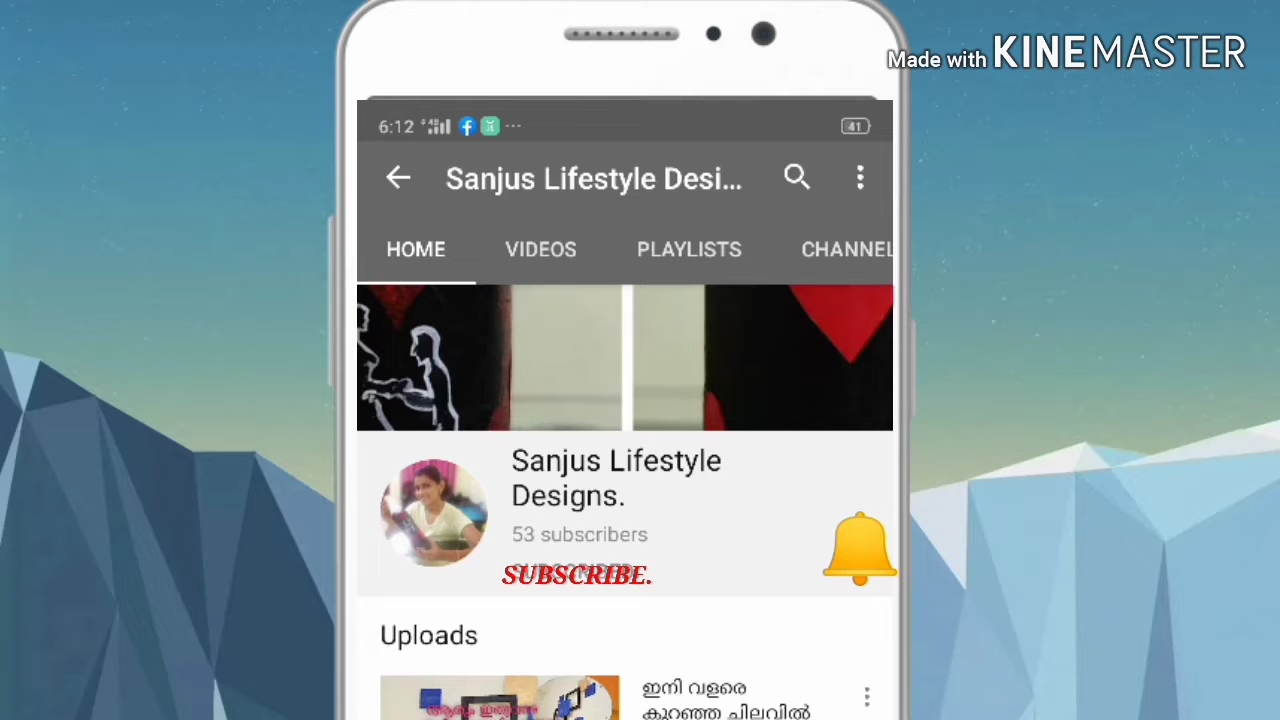 Made with KINEMASTER
6:12
41
Sanjus Lifestyle Desi...
HOME VIDEOS PLAYLISTS CHANNEL
Sanjus Lifestyle
Designs.
53 subscribers
SUBSCRIBE.
Uploads
ഇനി വളരെ
കുറഞ്ഞ ചിലവിൽ